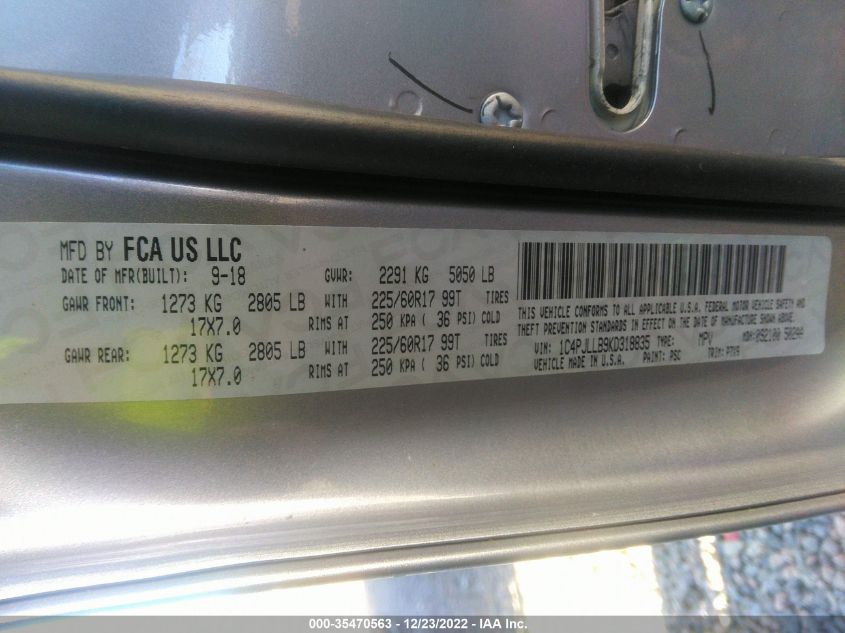 MFD BY FCA US LLC
DATE OF MFR(BUILT): 9-18 GVWR: 2291 KG 5050 LB
GAWR FRONT: 1273 KG 2805 LB WITH 225/60R17 99T TIRES
17X7.0 RIMS AT 250 KPA ( 36 PSI) COLD
GAWR REAR: 1273 KG 2805 LB WITH 225/60R17 99T TIRES
17X7.0 RIMS AT 250 KPA ( 36 PSI) COLD
THIS VEHICLE CONFORMS TO ALL APPLICABLE U.S.A. FEDERAL MOTOR VEHICLE SAFETY AND
THEFT PREVENTION STANDARDS IN EFFECT ON THE DATE OF MANUFACTURE SHOWN ABOVE.
VIN: 1C4PJLLB9KD319835 TYPE: MPV MDH: 092100
VEHICLE MADE IN U.S.A. PAINT: PSC TRIM:
000-35470563 - 12/23/2022 - IAA Inc.